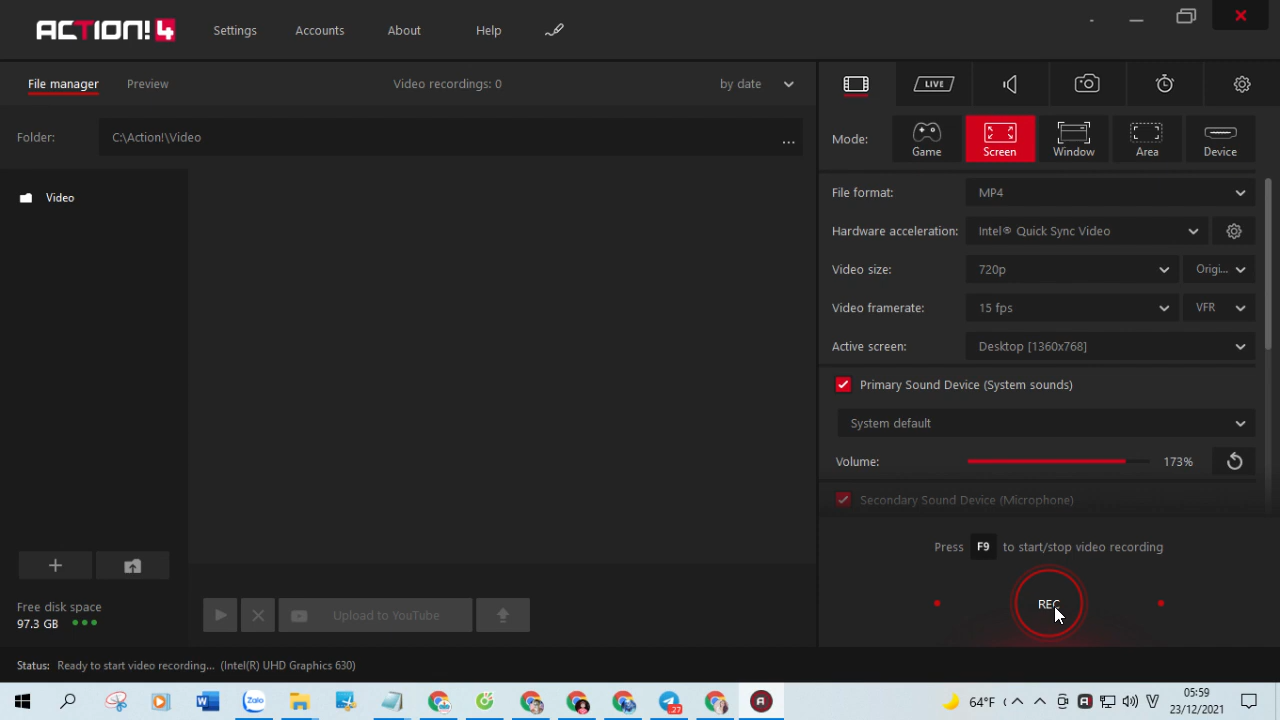 ACTION! 4
Settings
Accounts
About
Help
File manager
Preview
Video recordings: 0
by date
LIVE
Folder:
C:\Action!\Video
...
Mode:
Game
Screen
Window
Area
Device
Video
File format:
MP4
Hardware acceleration:
Intel® Quick Sync Video
Video size:
720p
Origi...
Video framerate:
15 fps
VFR
Active screen:
Desktop [1360x768]
Primary Sound Device (System sounds)
System default
Volume:
173%
Secondary Sound Device (Microphone)
Press F9 to start/stop video recording
REC
Free disk space
97.3 GB
Upload to YouTube
Status: Ready to start video recording... (Intel(R) UHD Graphics 630)
W
Zalo
27
64°F
V
05:59
23/12/2021